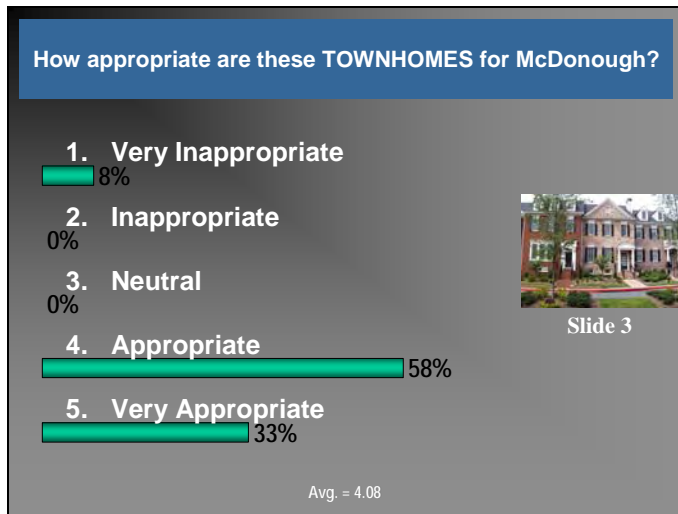 How appropriate are these TOWNHOMES for McDonough?
1. Very Inappropriate
8%
2. Inappropriate
0%
3. Neutral
0%
4. Appropriate
58%
5. Very Appropriate
33%
Slide 3
Avg. = 4.08